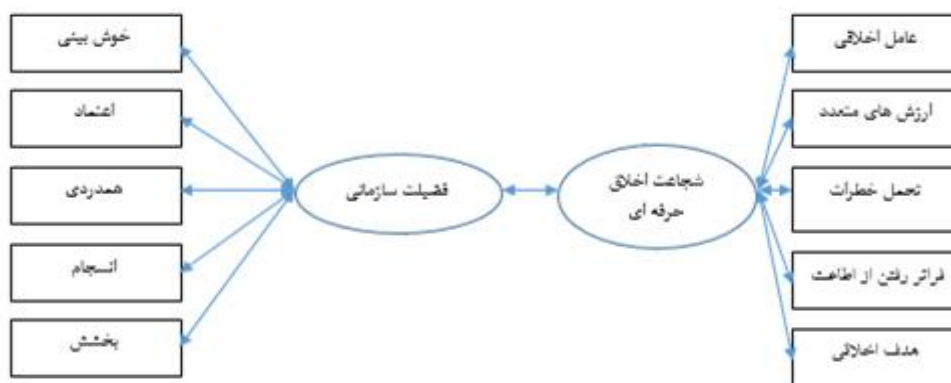 عامل اخلاقی
ارزش های متعدد
تحمل خطرات
فراتر رفتن از اطاعت
هدف اخلاقی
شجاعت اخلاق
حرفه ای
فضیلت سازمانی
خوش بینی
اعتماد
همدردی
انسجام
بخشش